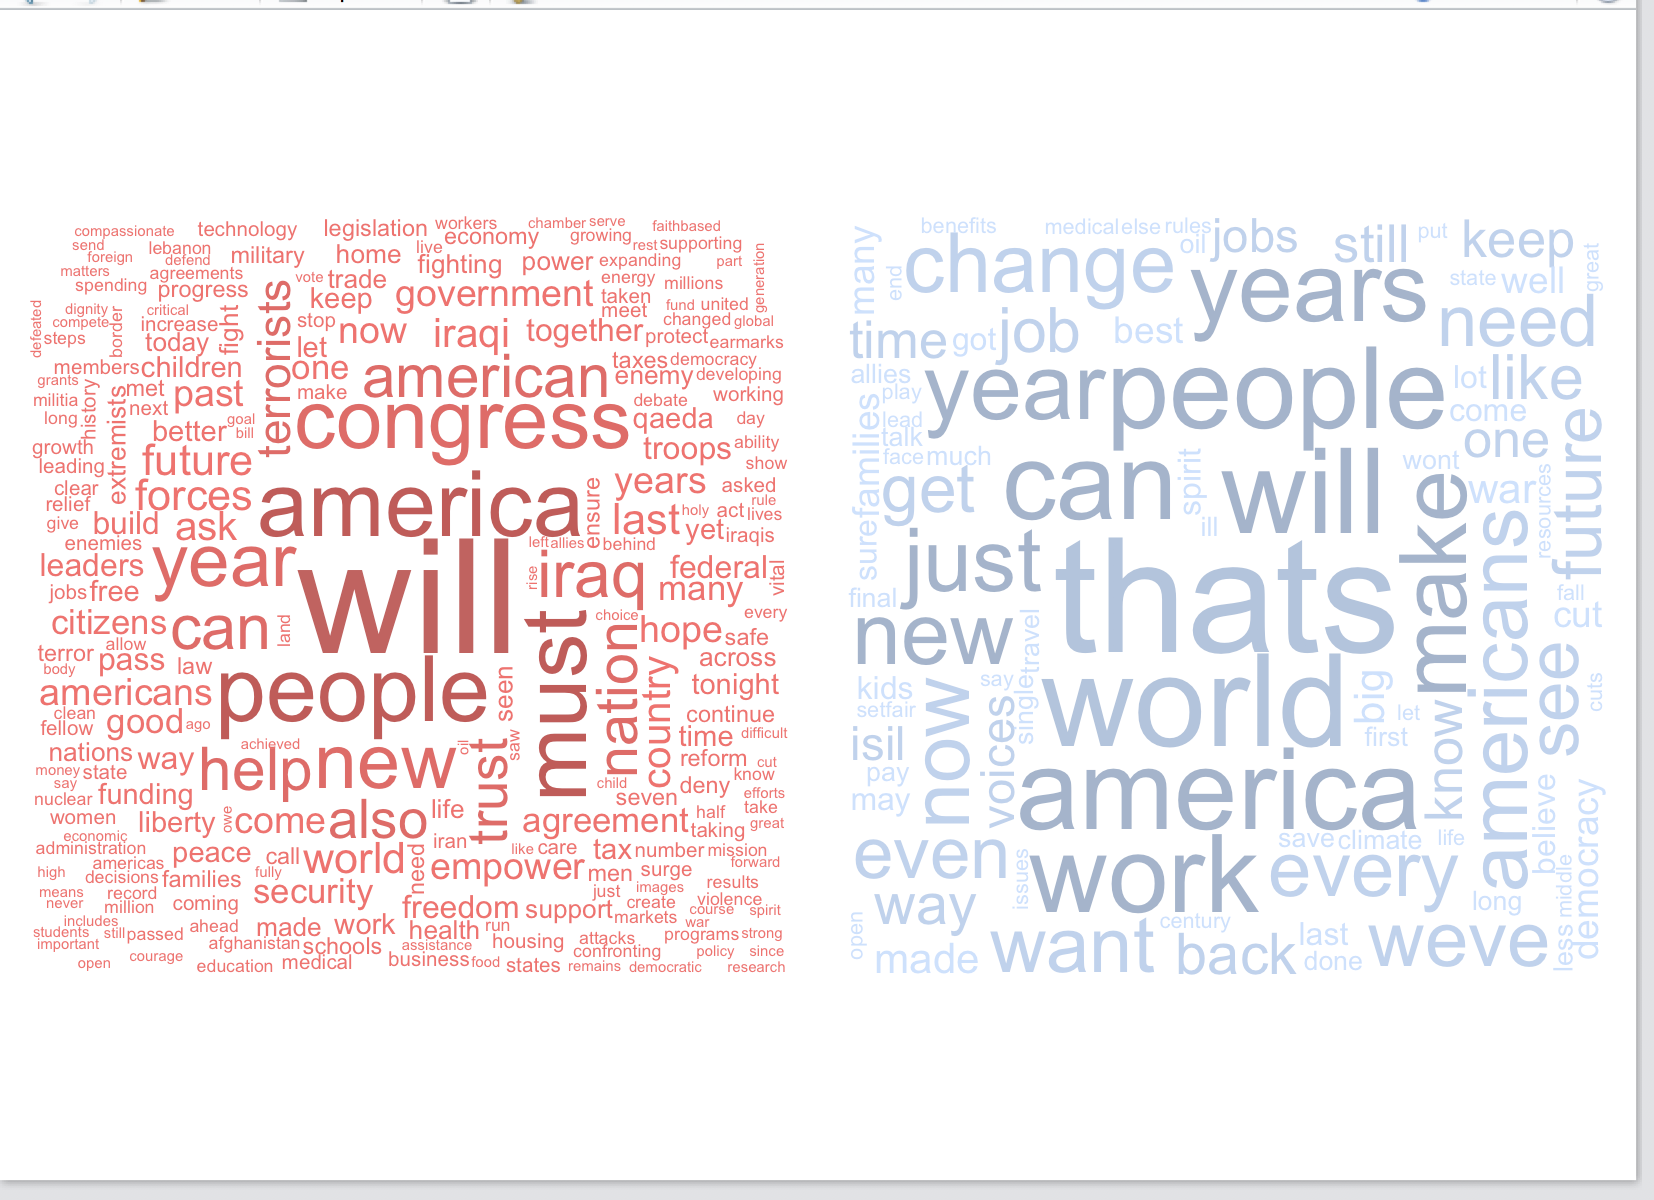 compassionate technology legislation workers chamber serve faithbased
send lebanon military home live economy growing rest supporting
foreign defend fighting power expanding part generation
matters agreements vote trade energy millions
spending progress keep government taken fund united
defeated dignity critical border fight terrorists stop now iraqi together meet changed global
compete increase let protect earmarks
steps today one american taxes democracy
members children enemy developing
grants met past make congress debate working
militia history extremists next goal qaeda day
long better bill troops ability
growth future show
leading forces america years asked
clear ensure rule
relief build ask last holy act lives
give yet iraqis
enemies year will left allies behind
leaders rise iraq federal vital
jobs free many
citizens can land must choice nation hope every
allow safe
terror pass law people across
body country tonight
americans seen
clean good ago continue
fellow achieved time difficult
nations way help new oil trust saw reform cut
money state know
say funding child deny efforts
nuclear seven take
women liberty owe come also life agreement half great
economic taking
administration peace call world need iran like care tax number mission
americas fully empower forward
high decisions families security men surge results
means record just images violence
never million coming freedom support create course spirit
includes ahead made work health run markets war
students still passed programs strong
important afghanistan schools assistance housing attacks policy since
courage confronting
open education medical business food states remains democratic research
many benefits medical else rules jobs still put keep
end change oil years state well great
time got job best need
allies year people lot like
play come
lead families
talk can will one future
face much spirit wont
sure get ill make war resources
just thats americans
final fall
new travel cut
kids say world big see cuts
setfair single let
isil now voices first know
pay america
may believe democracy
even issues work save climate life
every middle
way long
open century
made want back last weve less
done